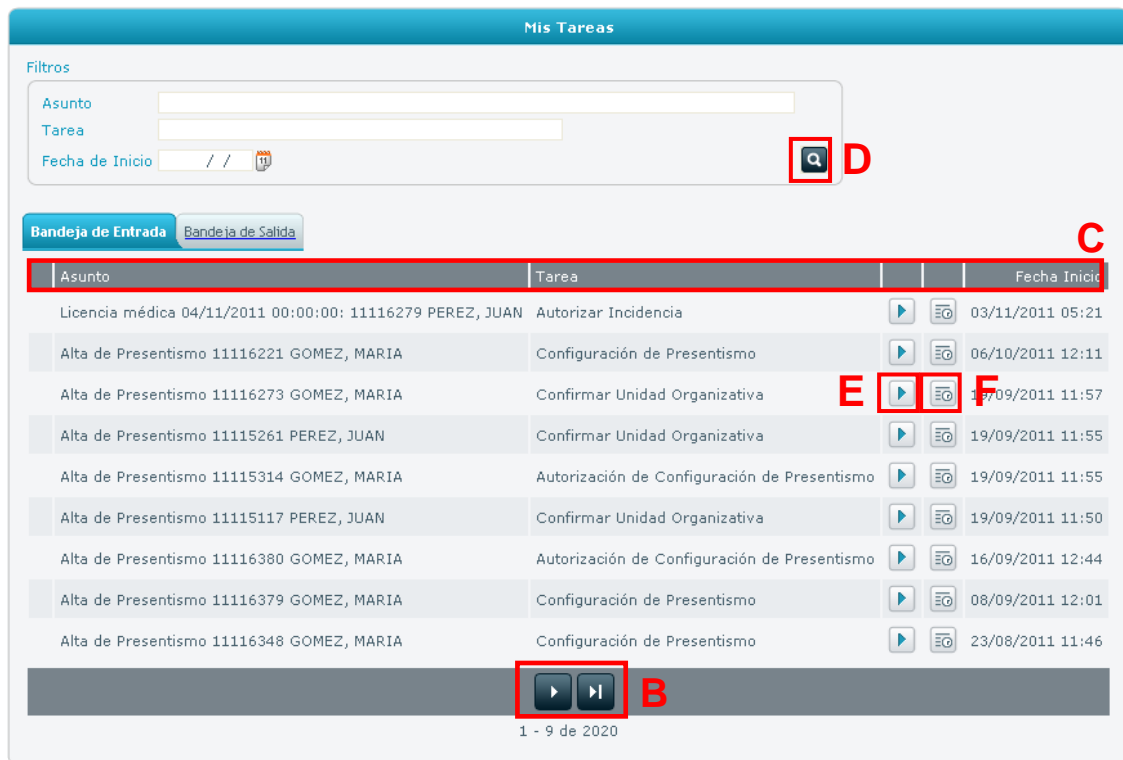 Mis Tareas
Filtros
Asunto
Tarea
Fecha de Inicio / / 11
D
Bandeja de Entrada Bandeja de Salida
C
Asunto Tarea Fecha Inicio
Licencia médica 04/11/2011 00:00:00: 11116279 PEREZ, JUAN Autorizar Incidencia 03/11/2011 05:21
Alta de Presentismo 11116221 GOMEZ, MARIA Configuración de Presentismo 06/10/2011 12:11
Alta de Presentismo 11116273 GOMEZ, MARIA Confirmar Unidad Organizativa E F 19/09/2011 11:57
Alta de Presentismo 11115261 PEREZ, JUAN Confirmar Unidad Organizativa 19/09/2011 11:55
Alta de Presentismo 11115314 GOMEZ, MARIA Autorización de Configuración de Presentismo 19/09/2011 11:55
Alta de Presentismo 11115117 PEREZ, JUAN Confirmar Unidad Organizativa 19/09/2011 11:50
Alta de Presentismo 11116380 GOMEZ, MARIA Autorización de Configuración de Presentismo 16/09/2011 12:44
Alta de Presentismo 11116379 GOMEZ, MARIA Configuración de Presentismo 08/09/2011 12:01
Alta de Presentismo 11116348 GOMEZ, MARIA Configuración de Presentismo 23/08/2011 11:46
B
1 - 9 de 2020